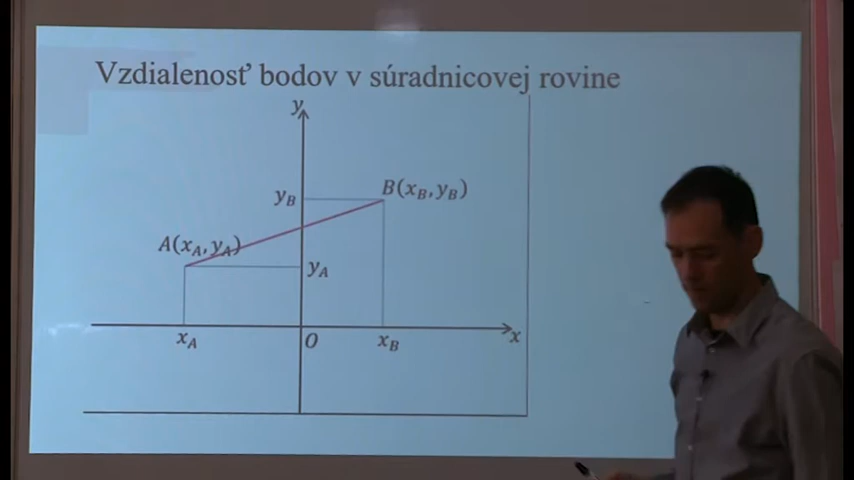 Vzdialenosť bodov v súradnicovej rovine
y
y_B
B(x_B, y_B)
A(x_A, y_A)
y_A
x_A
O
x_B
x